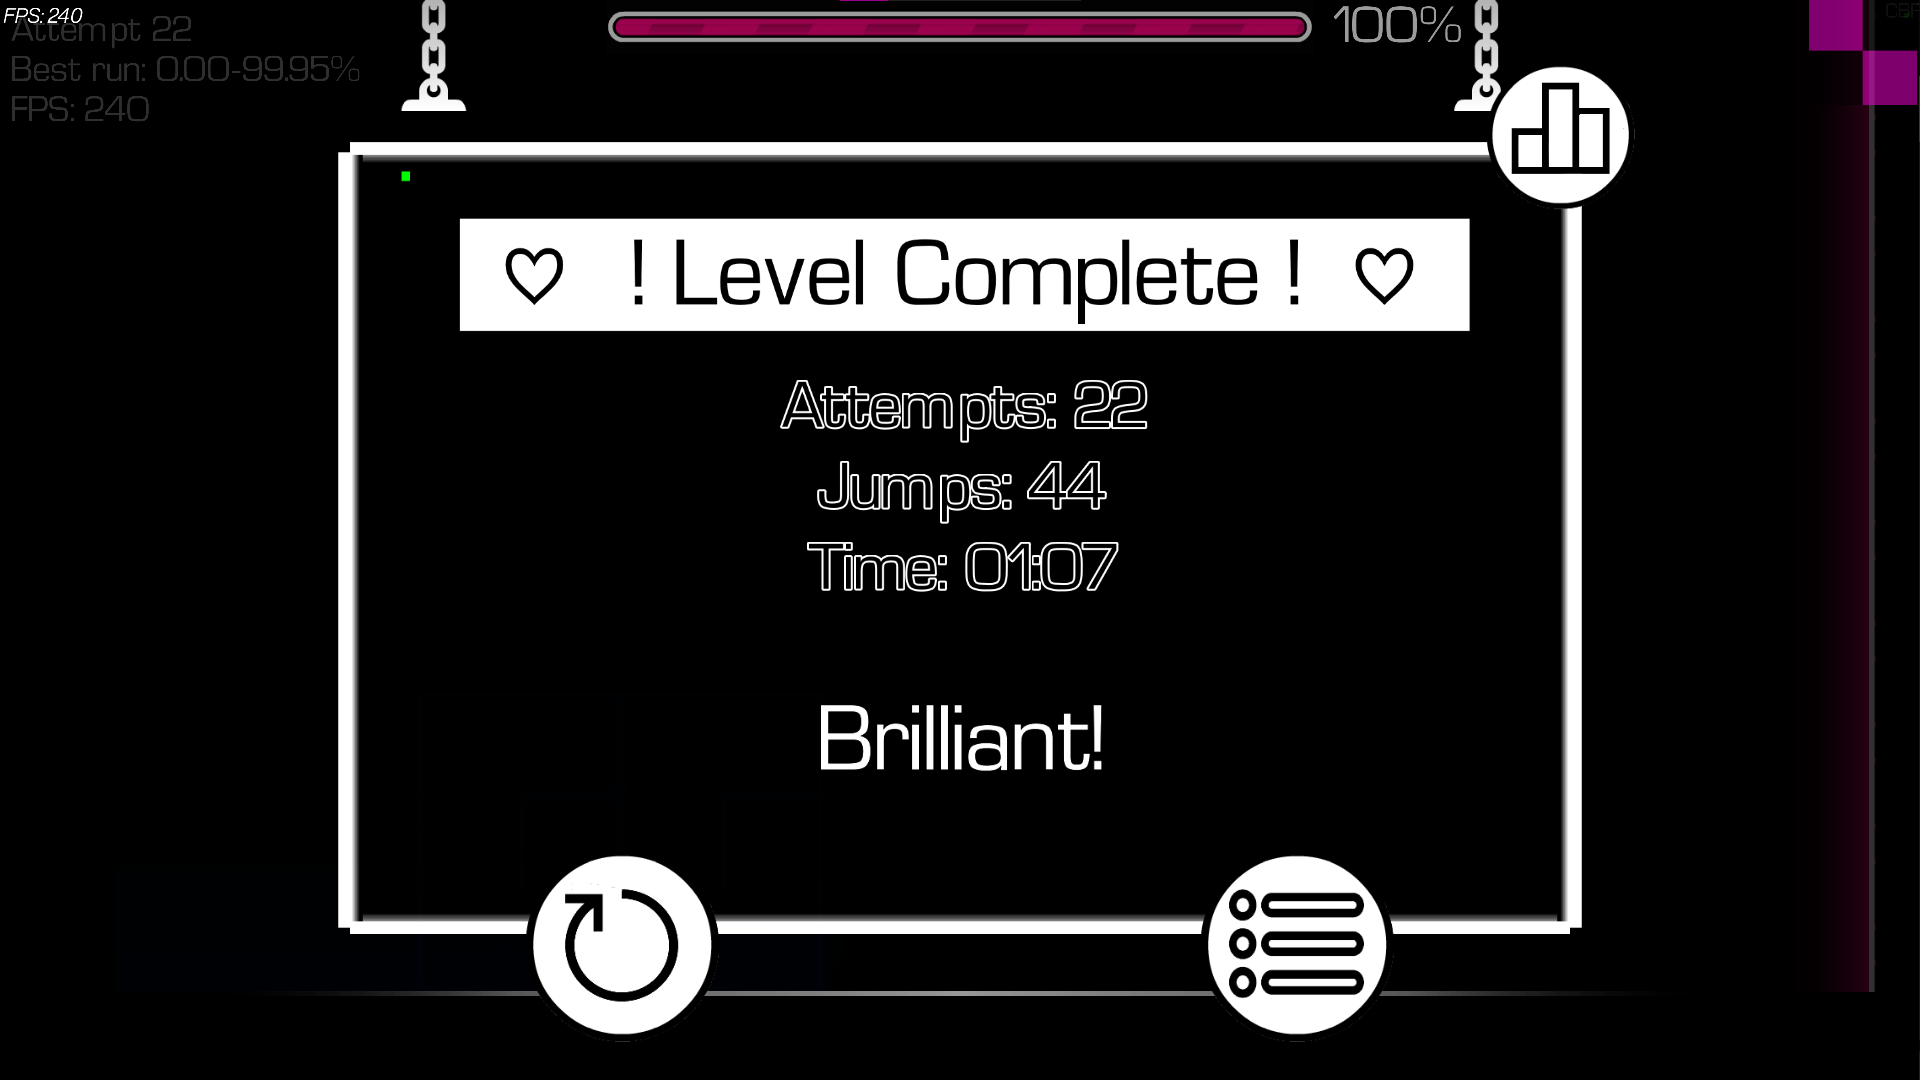 FPS: 240
Attempt 22
Best run: 0.00-99.95%
FPS: 240
100%
CBF
! Level Complete !
Attempts: 22
Jumps: 44
Time: 01:07
Brilliant!